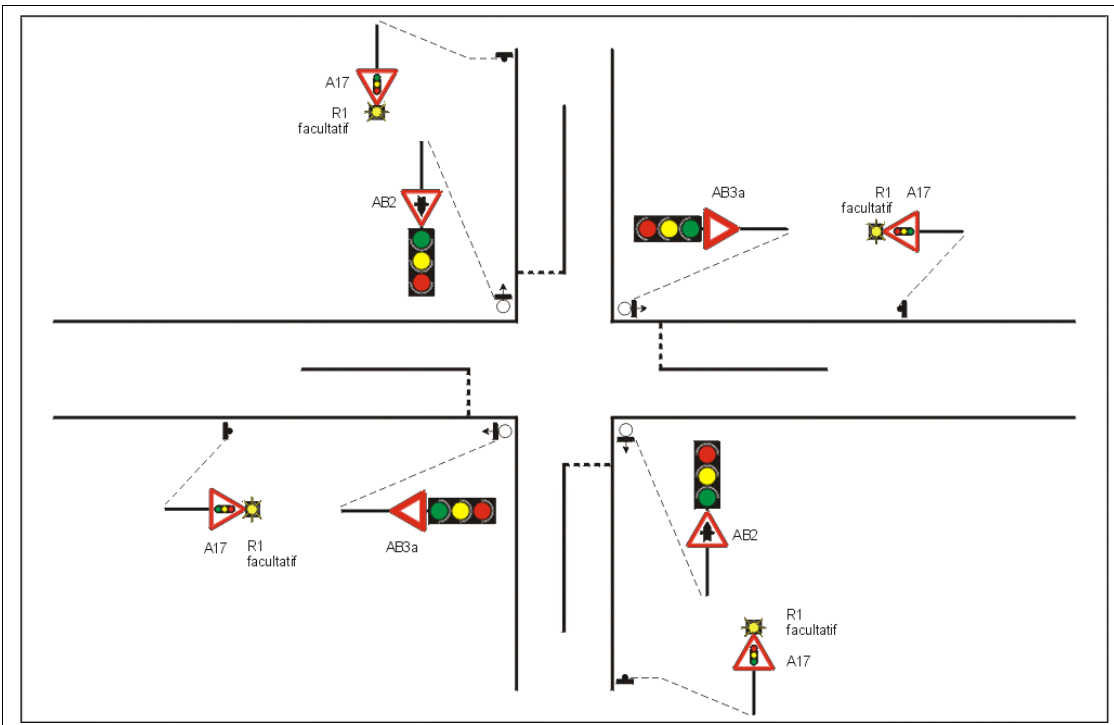 A17
R1
facultatif
AB2
AB3a
R1
facultatif
A17
A17
R1
facultatif
AB3a
AB2
R1
facultatif
A17